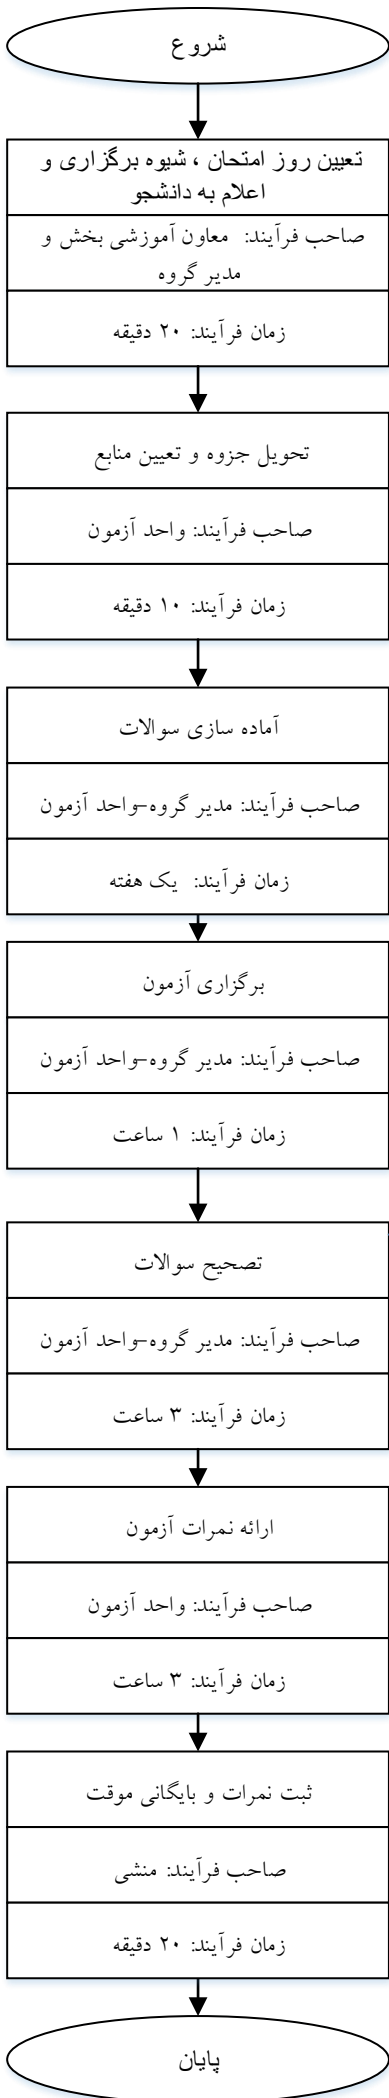 شروع
تعیین روز امتحان ، شیوه برگزاری و
اعلام به دانشجو
صاحب فرآیند: معاون آموزشی بخش و
مدیر گروه
زمان فرآیند: ۲۰ دقیقه
تحویل جزوه و تعیین منابع
صاحب فرآیند: واحد آزمون
زمان فرآیند: ۱۰ دقیقه
آماده سازی سوالات
صاحب فرآیند: مدیر گروه-واحد آزمون
زمان فرآیند: یک هفته
برگزاری آزمون
صاحب فرآیند: مدیر گروه-واحد آزمون
زمان فرآیند: ۱ ساعت
تصحیح سوالات
صاحب فرآیند: مدیر گروه-واحد آزمون
زمان فرآیند: ۳ ساعت
ارائه نمرات آزمون
صاحب فرآیند: واحد آزمون
زمان فرآیند: ۳ ساعت
ثبت نمرات و بایگانی موقت
صاحب فرآیند: منشی
زمان فرآیند: ۲۰ دقیقه
پایان